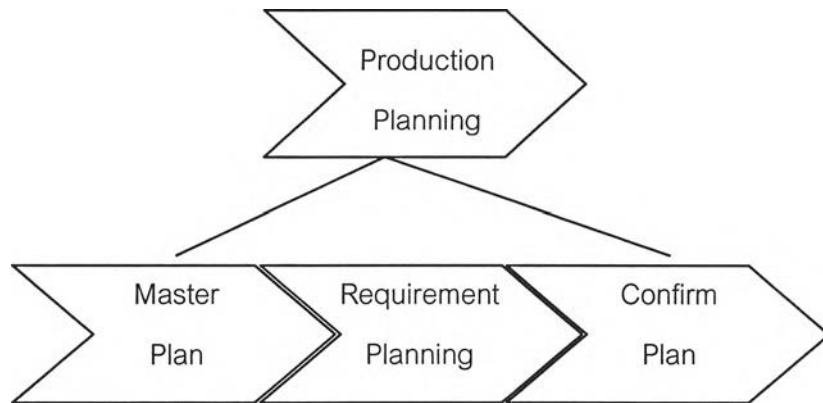 Production
Planning
Master
Plan
Requirement
Planning
Confirm
Plan